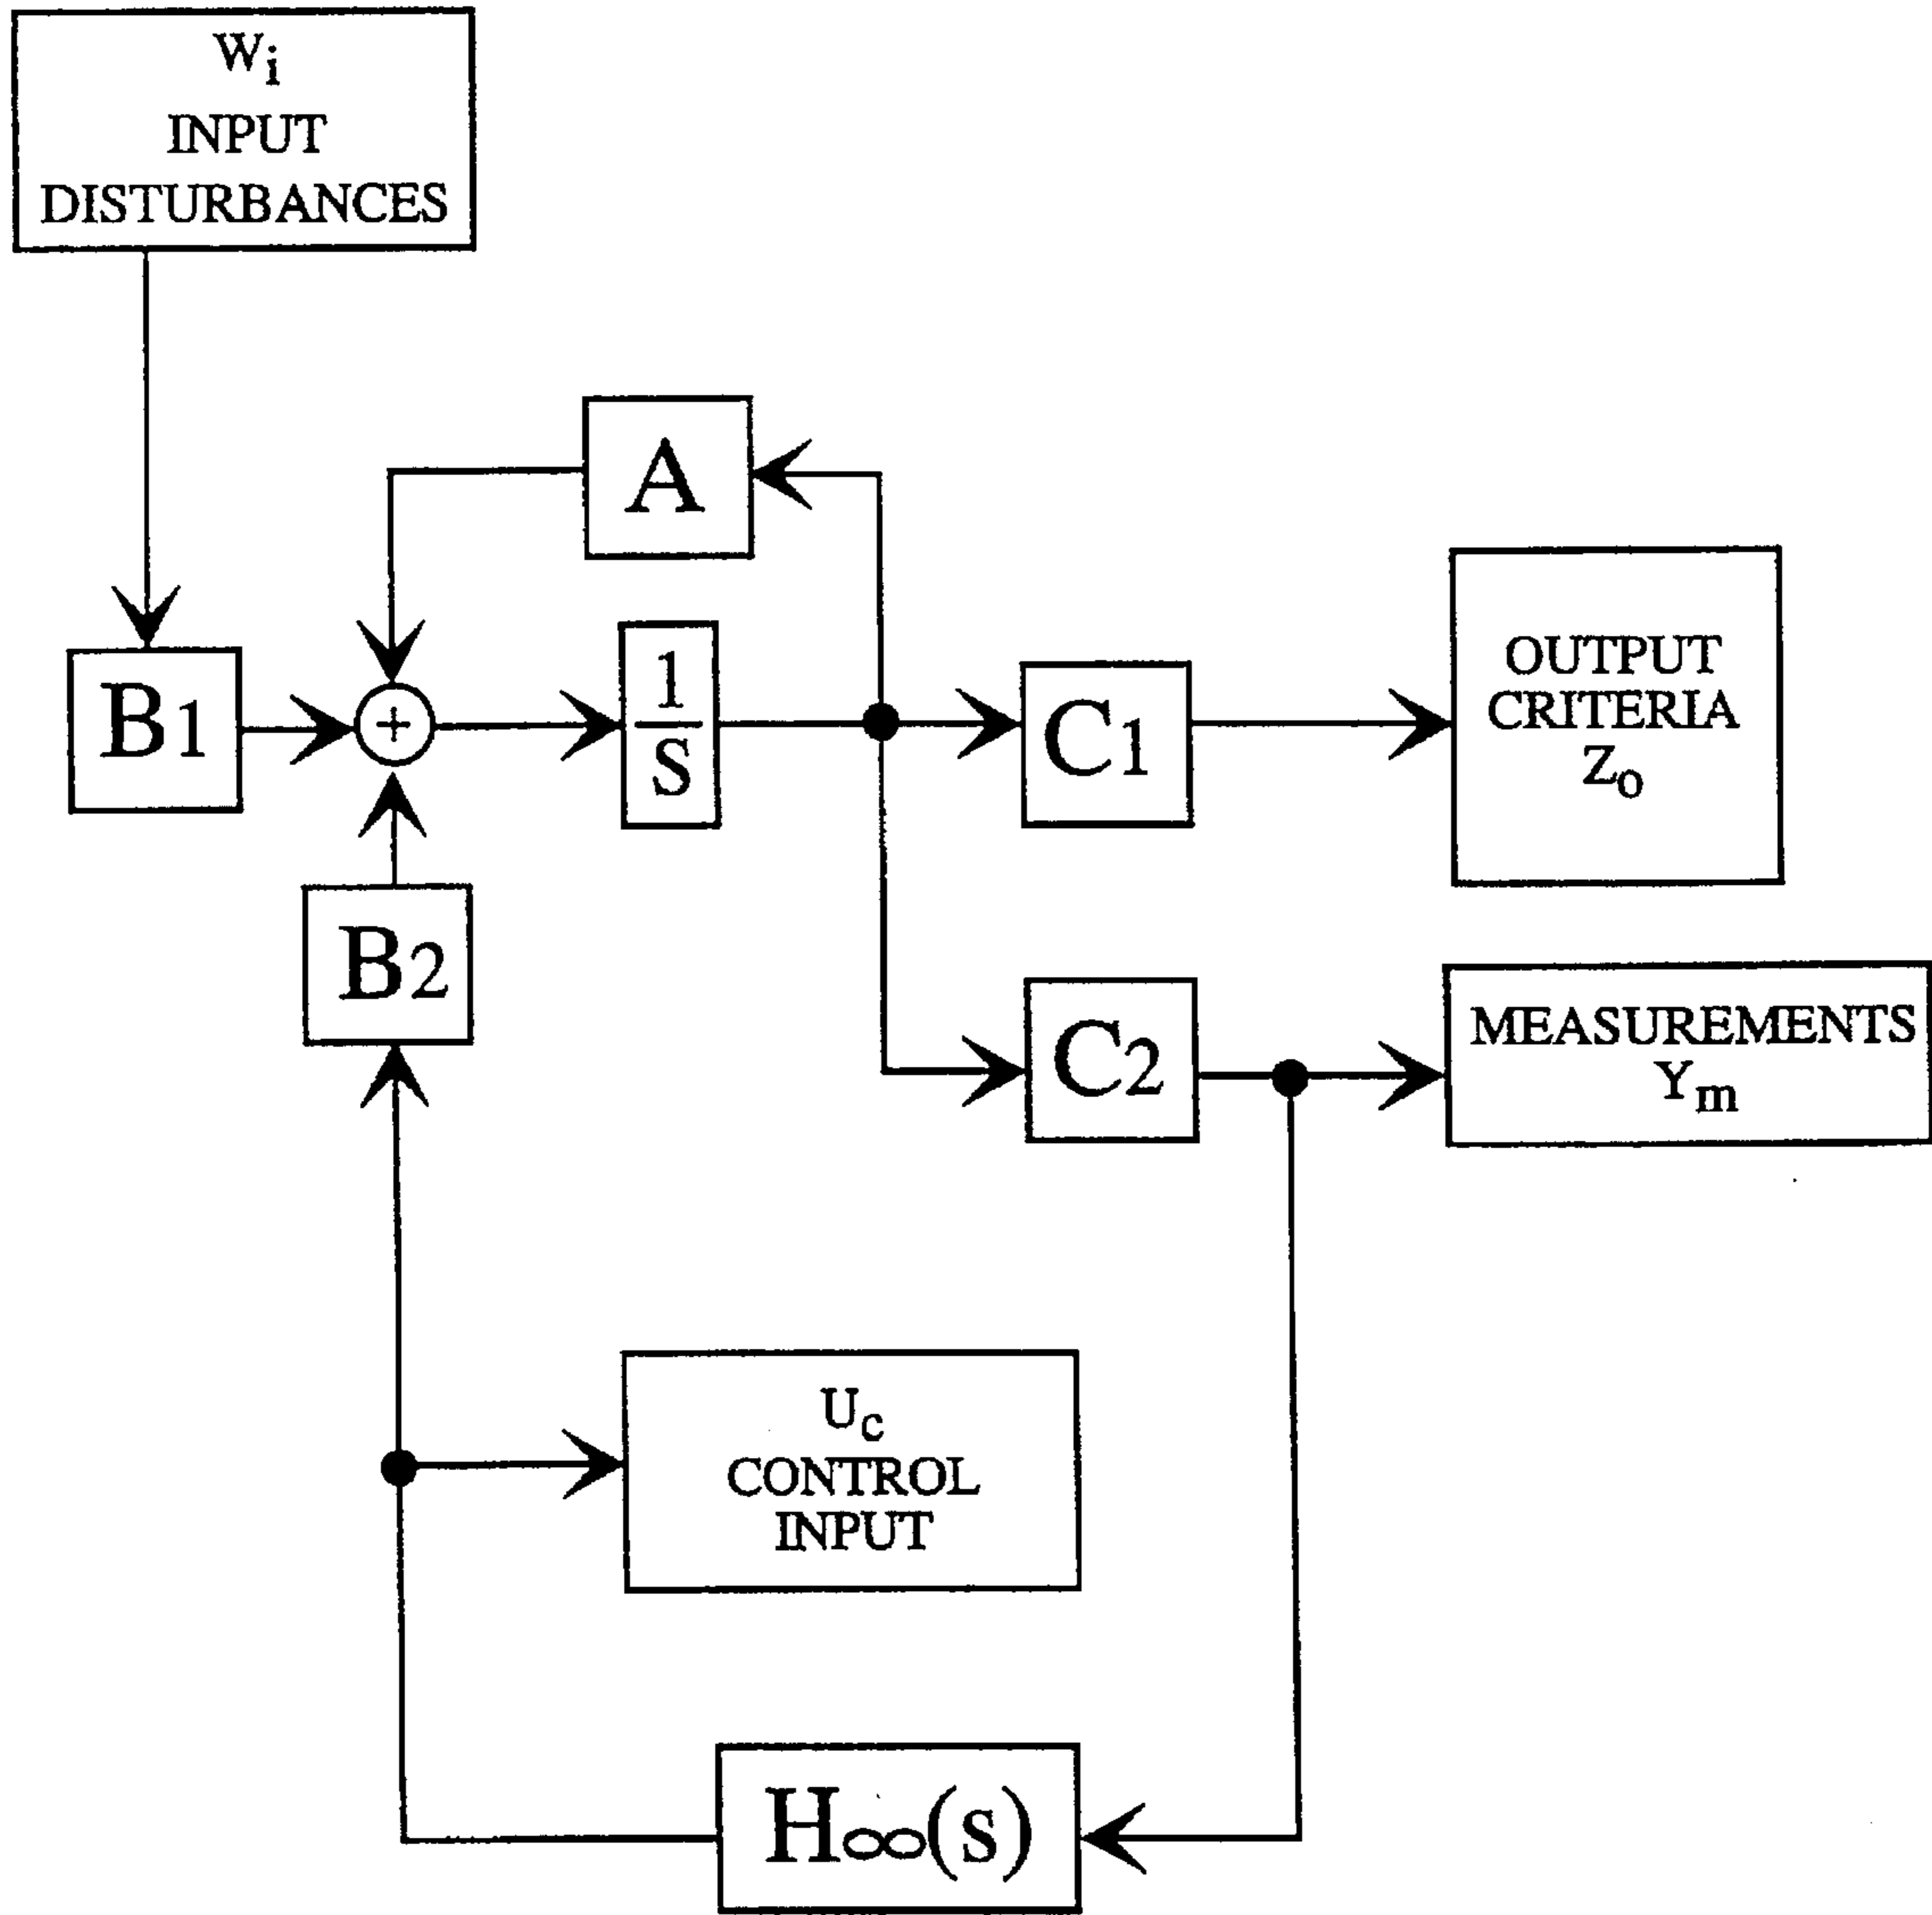 Wi
INPUT
DISTURBANCES
A
B1
+
1
S
C1
OUTPUT
CRITERIA
Zo
B2
C2
MEASUREMENTS
Ym
Uc
CONTROL
INPUT
H∞(s)